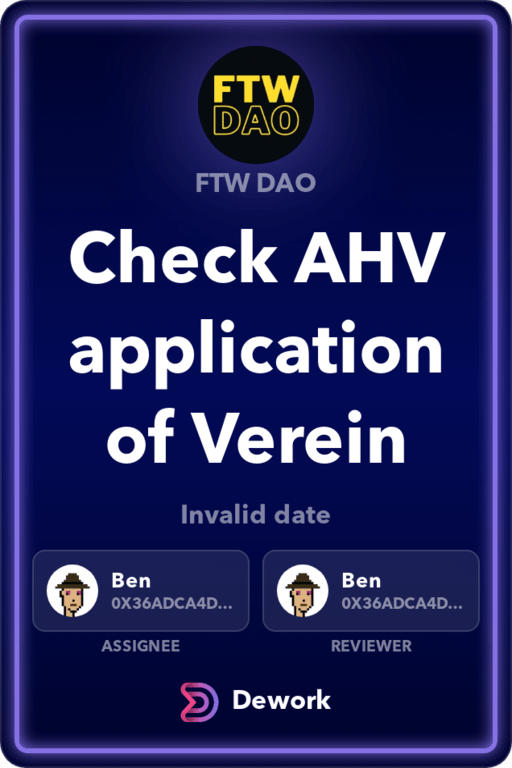 FTW
DAO
FTW DAO
Check AHV
application
of Verein
Invalid date
Ben
0X36ADCA4D...
Ben
0X36ADCA4D...
ASSIGNEE
REVIEWER
Dework